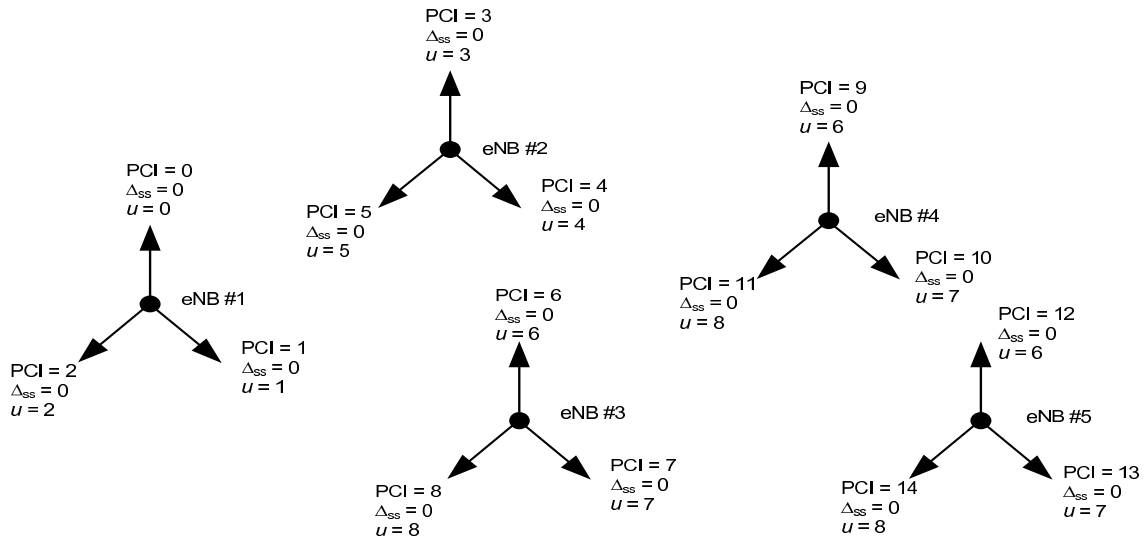 PCI = 3
Δss = 0
u = 3
eNB #2
PCI = 5
Δss = 0
u = 5
PCI = 4
Δss = 0
u = 4
PCI = 9
Δss = 0
u = 6
eNB #4
PCI = 11
Δss = 0
u = 8
PCI = 10
Δss = 0
u = 7
PCI = 0
Δss = 0
u = 0
eNB #1
PCI = 2
Δss = 0
u = 2
PCI = 1
Δss = 0
u = 1
PCI = 6
Δss = 0
u = 6
eNB #3
PCI = 8
Δss = 0
u = 8
PCI = 7
Δss = 0
u = 7
PCI = 12
Δss = 0
u = 6
eNB #5
PCI = 14
Δss = 0
u = 8
PCI = 13
Δss = 0
u = 7